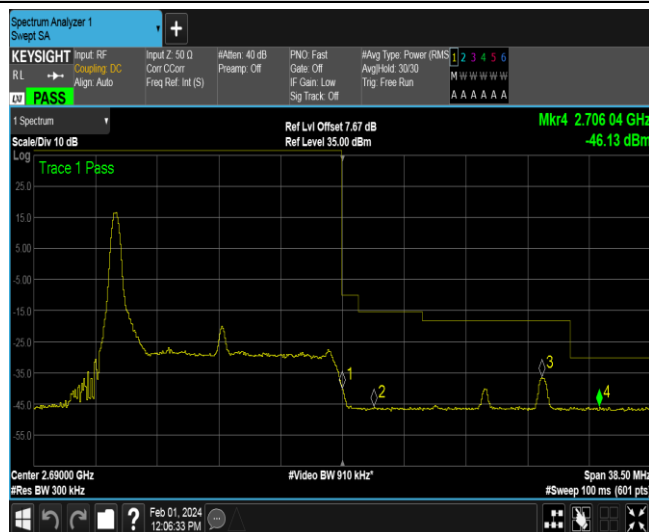 Spectrum Analyzer 1
Swept SA
KEYSIGHT
RL
LXI PASS
Input: RF
Coupling: DC
Align: Auto
Input Z: 50 Ω
Corr CCorr
Freq Ref: Int (S)
#Atten: 40 dB
Preamp: Off
PNO: Fast
Gate: Off
IF Gain: Low
Sig Track: Off
#Avg Type: Power (RMS
Avg|Hold: 30/30
Trig: Free Run
1 2 3 4 5 6
M W W W W W
A A A A A A
1 Spectrum
Scale/Div 10 dB
Ref Lvl Offset 7.67 dB
Ref Level 35.00 dBm
Mkr4 2.706 04 GHz
-46.13 dBm
Log
Trace 1 Pass
25.0
15.0
5.00
-5.00
-15.0
-25.0
-35.0
-45.0
-55.0
1
2
3
4
Center 2.69000 GHz
#Res BW 300 kHz
#Video BW 910 kHz*
Span 38.50 MHz
#Sweep 100 ms (601 pts)
?
Feb 01, 2024
12:06:33 PM